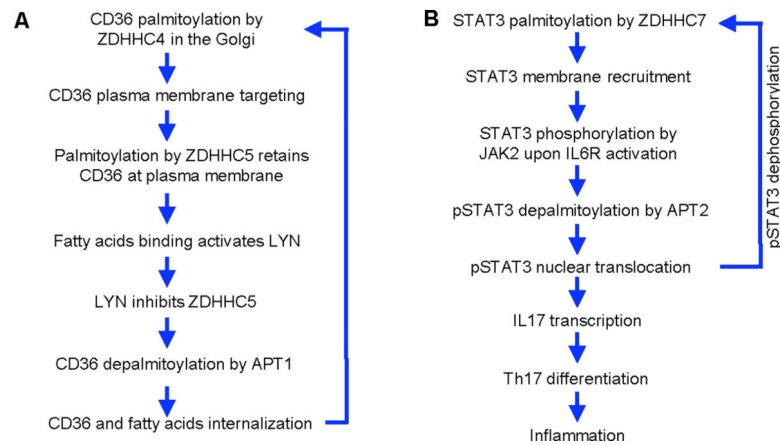 A
CD36 palmitoylation by
ZDHHC4 in the Golgi
CD36 plasma membrane targeting
Palmitoylation by ZDHHC5 retains
CD36 at plasma membrane
Fatty acids binding activates LYN
LYN inhibits ZDHHC5
CD36 depalmitoylation by APT1
CD36 and fatty acids internalization
B
STAT3 palmitoylation by ZDHHC7
STAT3 membrane recruitment
STAT3 phosphorylation by
JAK2 upon IL6R activation
pSTAT3 depalmitoylation by APT2
pSTAT3 nuclear translocation
IL17 transcription
Th17 differentiation
Inflammation
pSTAT3 dephosphorylation